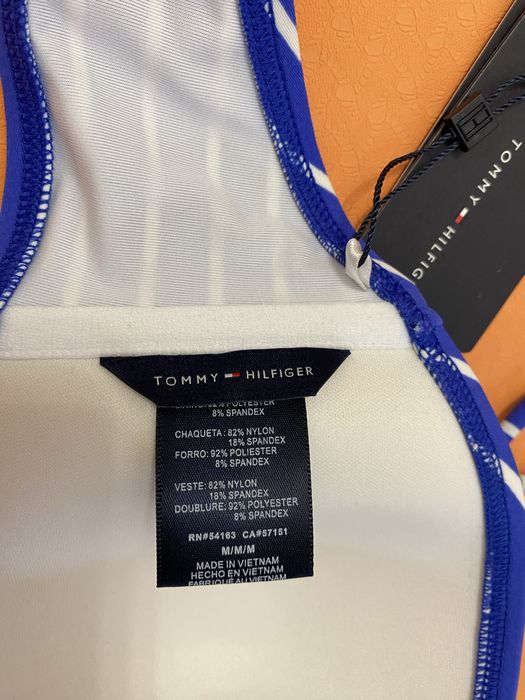 TOMMY HILFIGER
TOMMY HILFIGER
8% SPANDEX
CHAQUETA: 82% NYLON
18% SPANDEX
FORRO: 92% POLIESTER
8% SPANDEX
VESTE: 82% NYLON
18% SPANDEX
DOUBLURE: 92% POLYESTER
8% SPANDEX
RN#54163 CA#57151
M/M/M
MADE IN VIETNAM
HECHO EN VIETNAM
FABRIQUÉ AU VIETNAM